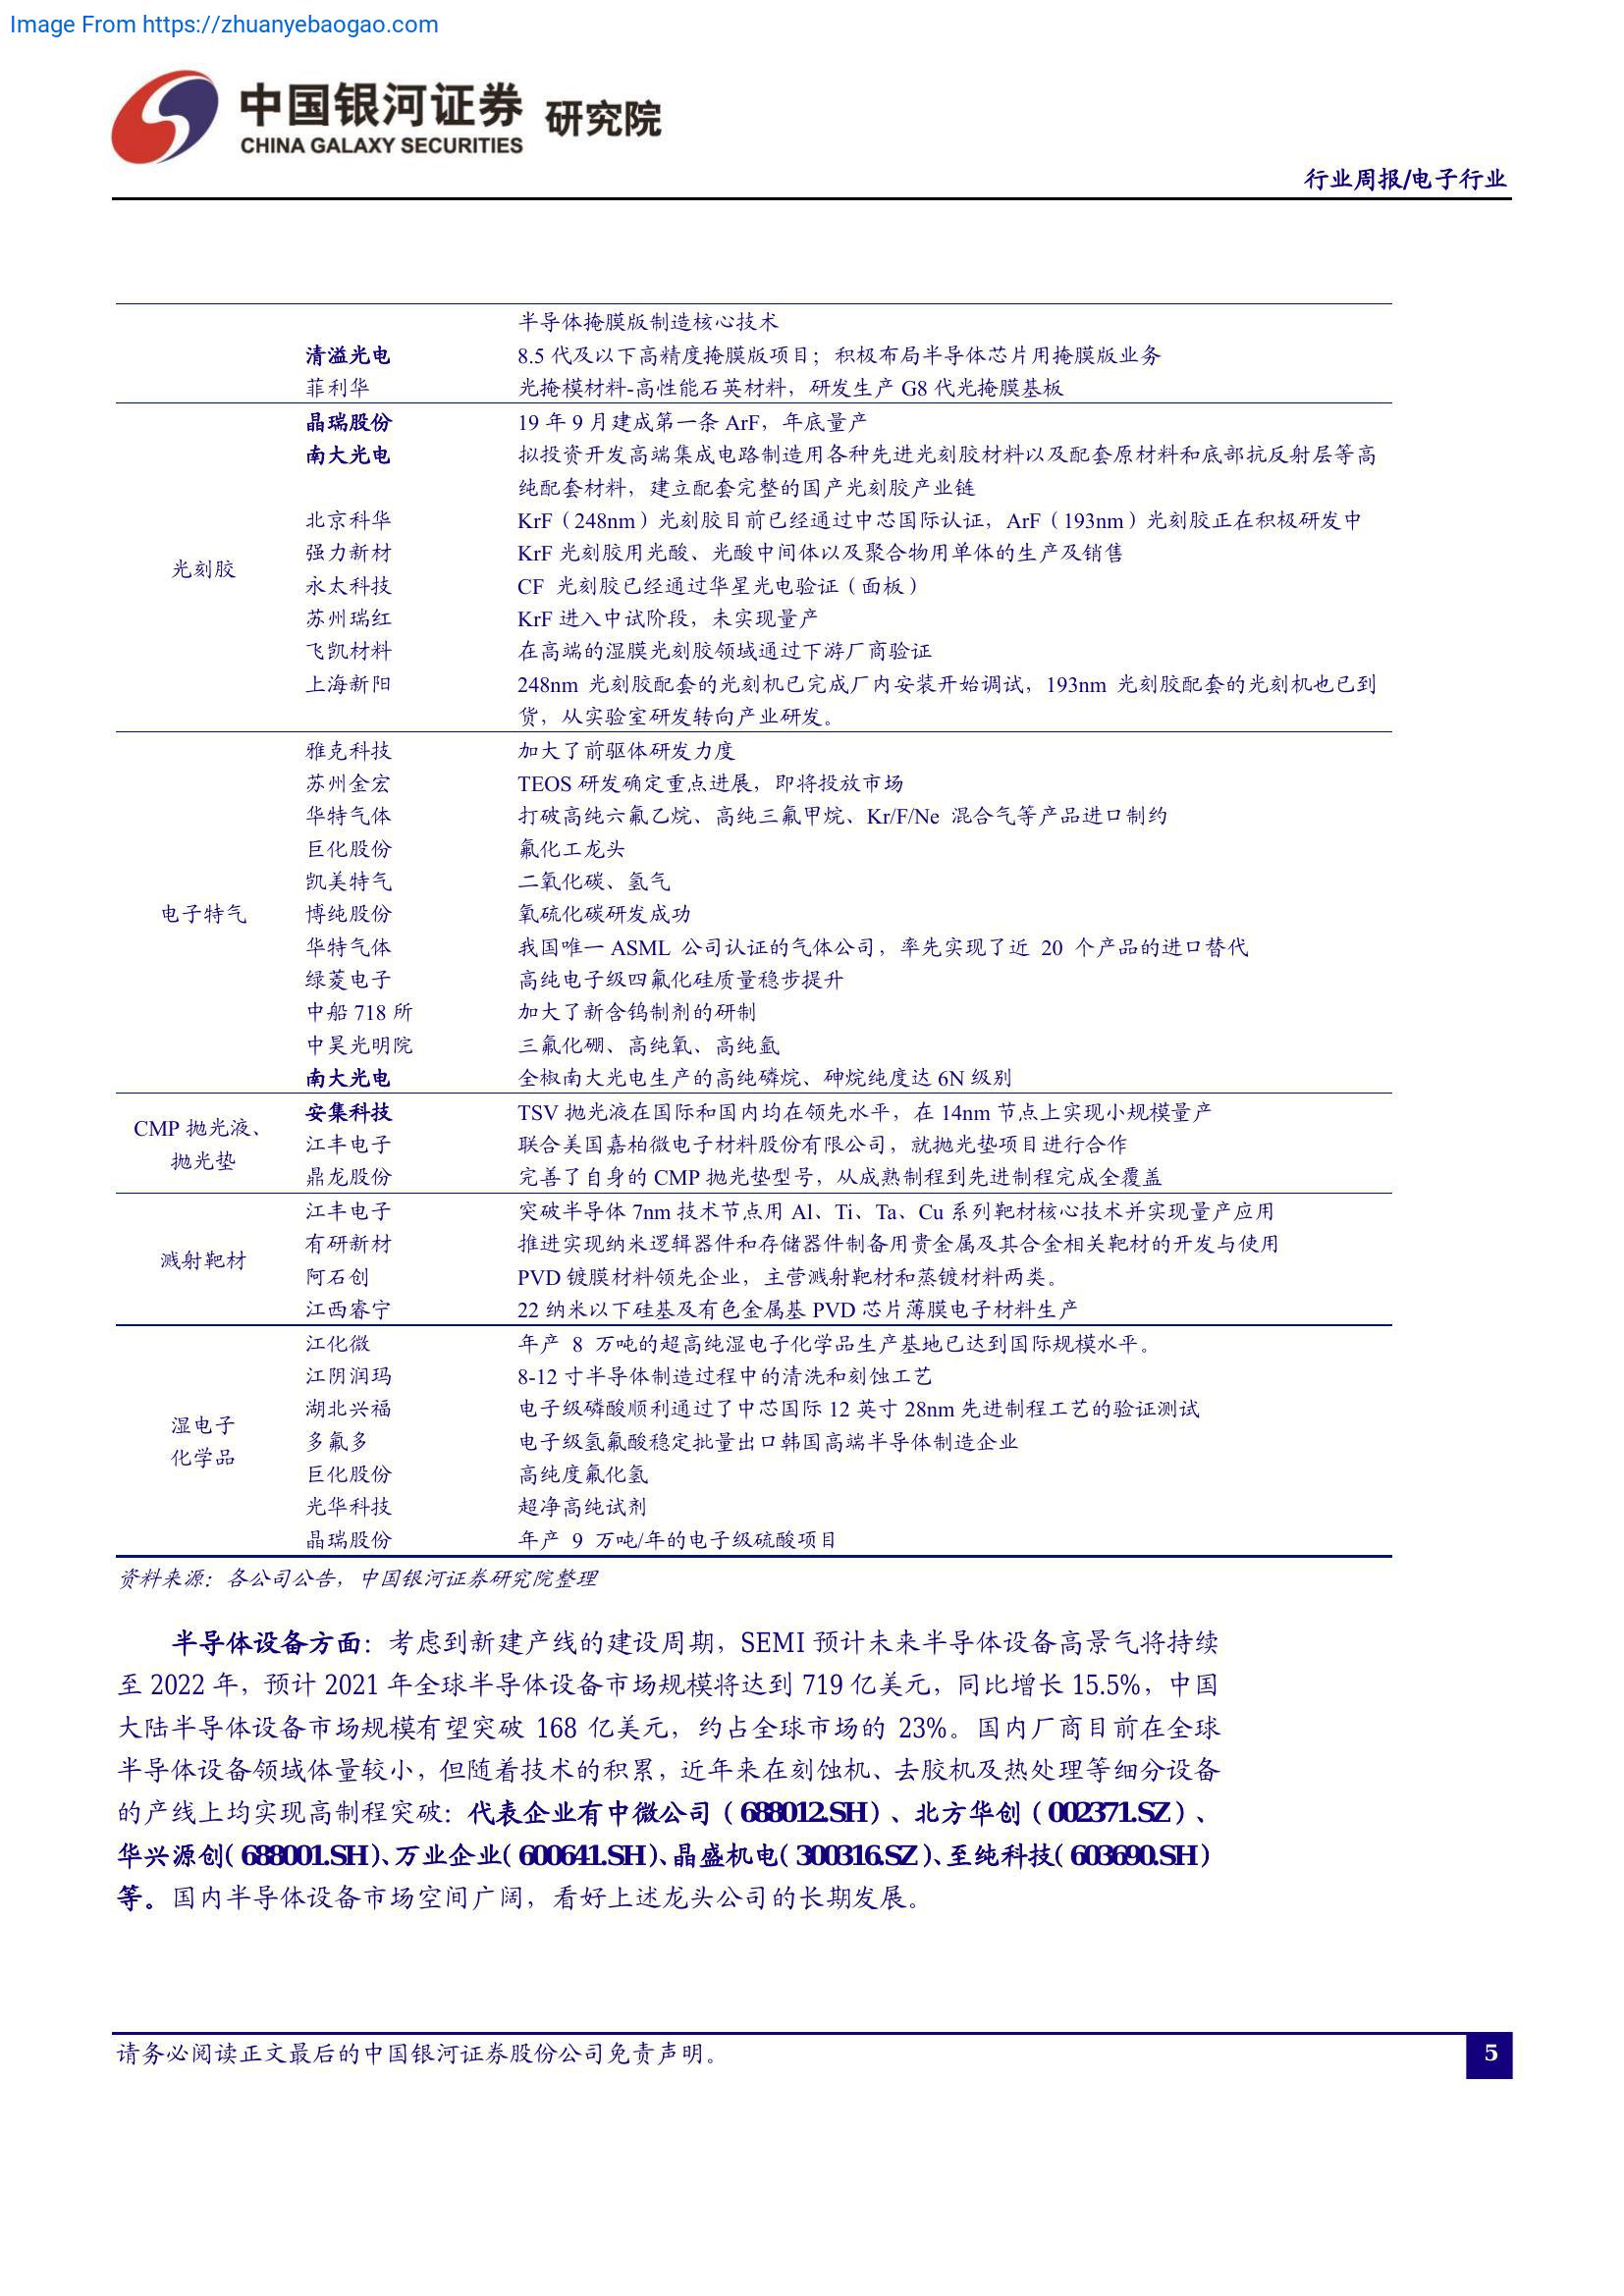 Image From https://zhuanyebaogao.com
中国银河证券 研究院
CHINA GALAXY SECURITIES
行业周报/电子行业
半导体掩膜版制造核心技术
清溢光电 8.5 代及以下高精度掩膜版项目；积极布局半导体芯片用掩膜版业务
菲利华 光掩模材料-高性能石英材料，研发生产 G8 代光掩膜基板
晶瑞股份 19 年 9 月建成第一条 ArF，年底量产
南大光电 拟投资开发高端集成电路制造用各种先进光刻胶材料以及配套原材料和底部抗反射层等高
纯配套材料，建立配套完整的国产光刻胶产业链
北京科华 KrF（248nm）光刻胶目前已经通过中芯国际认证，ArF（193nm）光刻胶正在积极研发中
强力新材 KrF 光刻胶用光酸、光酸中间体以及聚合物用单体的生产及销售
光刻胶
永太科技 CF 光刻胶已经通过华星光电验证（面板）
苏州瑞红 KrF 进入中试阶段，未实现量产
飞凯材料 在高端的湿膜光刻胶领域通过下游厂商验证
上海新阳 248nm 光刻胶配套的光刻机已完成厂内安装开始调试，193nm 光刻胶配套的光刻机也已到
货，从实验室研发转向产业研发。
雅克科技 加大了前驱体研发力度
苏州金宏 TEOS 研发确定重点进展，即将投放市场
华特气体 打破高纯六氟乙烷、高纯三氟甲烷、Kr/F/Ne 混合气等产品进口制约
巨化股份 氟化工龙头
凯美特气 二氧化碳、氢气
电子特气 博纯股份 氧硫化碳研发成功
华特气体 我国唯一 ASML 公司认证的气体公司，率先实现了近 20 个产品的进口替代
绿菱电子 高纯电子级四氟化硅质量稳步提升
中船 718 所 加大了新含钨制剂的研制
中昊光明院 三氟化硼、高纯氧、高纯氩
南大光电 全椒南大光电生产的高纯磷烷、砷烷纯度达 6N 级别
安集科技 TSV 抛光液在国际和国内均在领先水平，在 14nm 节点上实现小规模量产
CMP 抛光液、
江丰电子 联合美国嘉柏微电子材料股份有限公司，就抛光垫项目进行合作
抛光垫
鼎龙股份 完善了自身的 CMP 抛光垫型号，从成熟制程到先进制程完成全覆盖
江丰电子 突破半导体 7nm 技术节点用 Al、Ti、Ta、Cu 系列靶材核心技术并实现量产应用
有研新材 推进实现纳米逻辑器件和存储器件制备用贵金属及其合金相关靶材的开发与使用
溅射靶材
阿石创 PVD 镀膜材料领先企业，主营溅射靶材和蒸镀材料两类。
江西睿宁 22 纳米以下硅基及有色金属基 PVD 芯片薄膜电子材料生产
江化微 年产 8 万吨的超高纯湿电子化学品生产基地已达到国际规模水平。
江阴润玛 8-12 寸半导体制造过程中的清洗和刻蚀工艺
湖北兴福 电子级磷酸顺利通过了中芯国际 12 英寸 28nm 先进制程工艺的验证测试
湿电子
多氟多 电子级氢氟酸稳定批量出口韩国高端半导体制造企业
化学品
巨化股份 高纯度氟化氢
光华科技 超净高纯试剂
晶瑞股份 年产 9 万吨/年的电子级硫酸项目
资料来源：各公司公告，中国银河证券研究院整理
半导体设备方面：考虑到新建产线的建设周期，SEMI 预计未来半导体设备高景气将持续
至 2022 年，预计 2021 年全球半导体设备市场规模将达到 719 亿美元，同比增长 15.5%，中国
大陆半导体设备市场规模有望突破 168 亿美元，约占全球市场的 23%。国内厂商目前在全球
半导体设备领域体量较小，但随着技术的积累，近年来在刻蚀机、去胶机及热处理等细分设备
的产线上均实现高制程突破：代表企业有中微公司（688012.SH）、北方华创（002371.SZ）、
华兴源创（688001.SH）、万业企业（600641.SH）、晶盛机电（300316.SZ）、至纯科技（603690.SH）
等。国内半导体设备市场空间广阔，看好上述龙头公司的长期发展。
请务必阅读正文最后的中国银河证券股份公司免责声明。
5